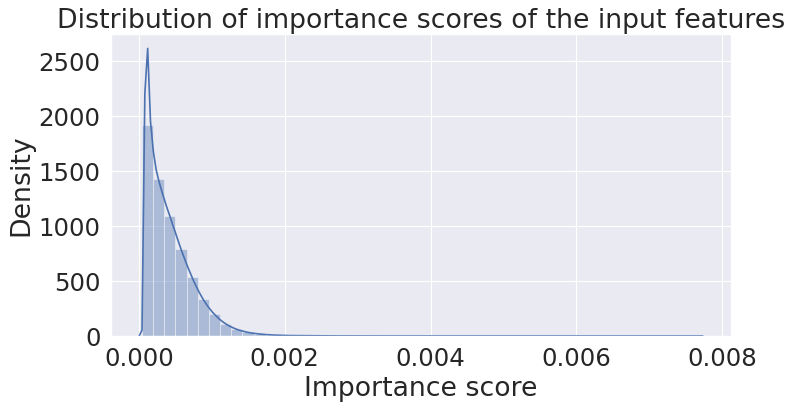 Distribution of importance scores of the input features
2500
2000
1500
1000
500
0
Density
0.000 0.002 0.004 0.006 0.008
Importance score